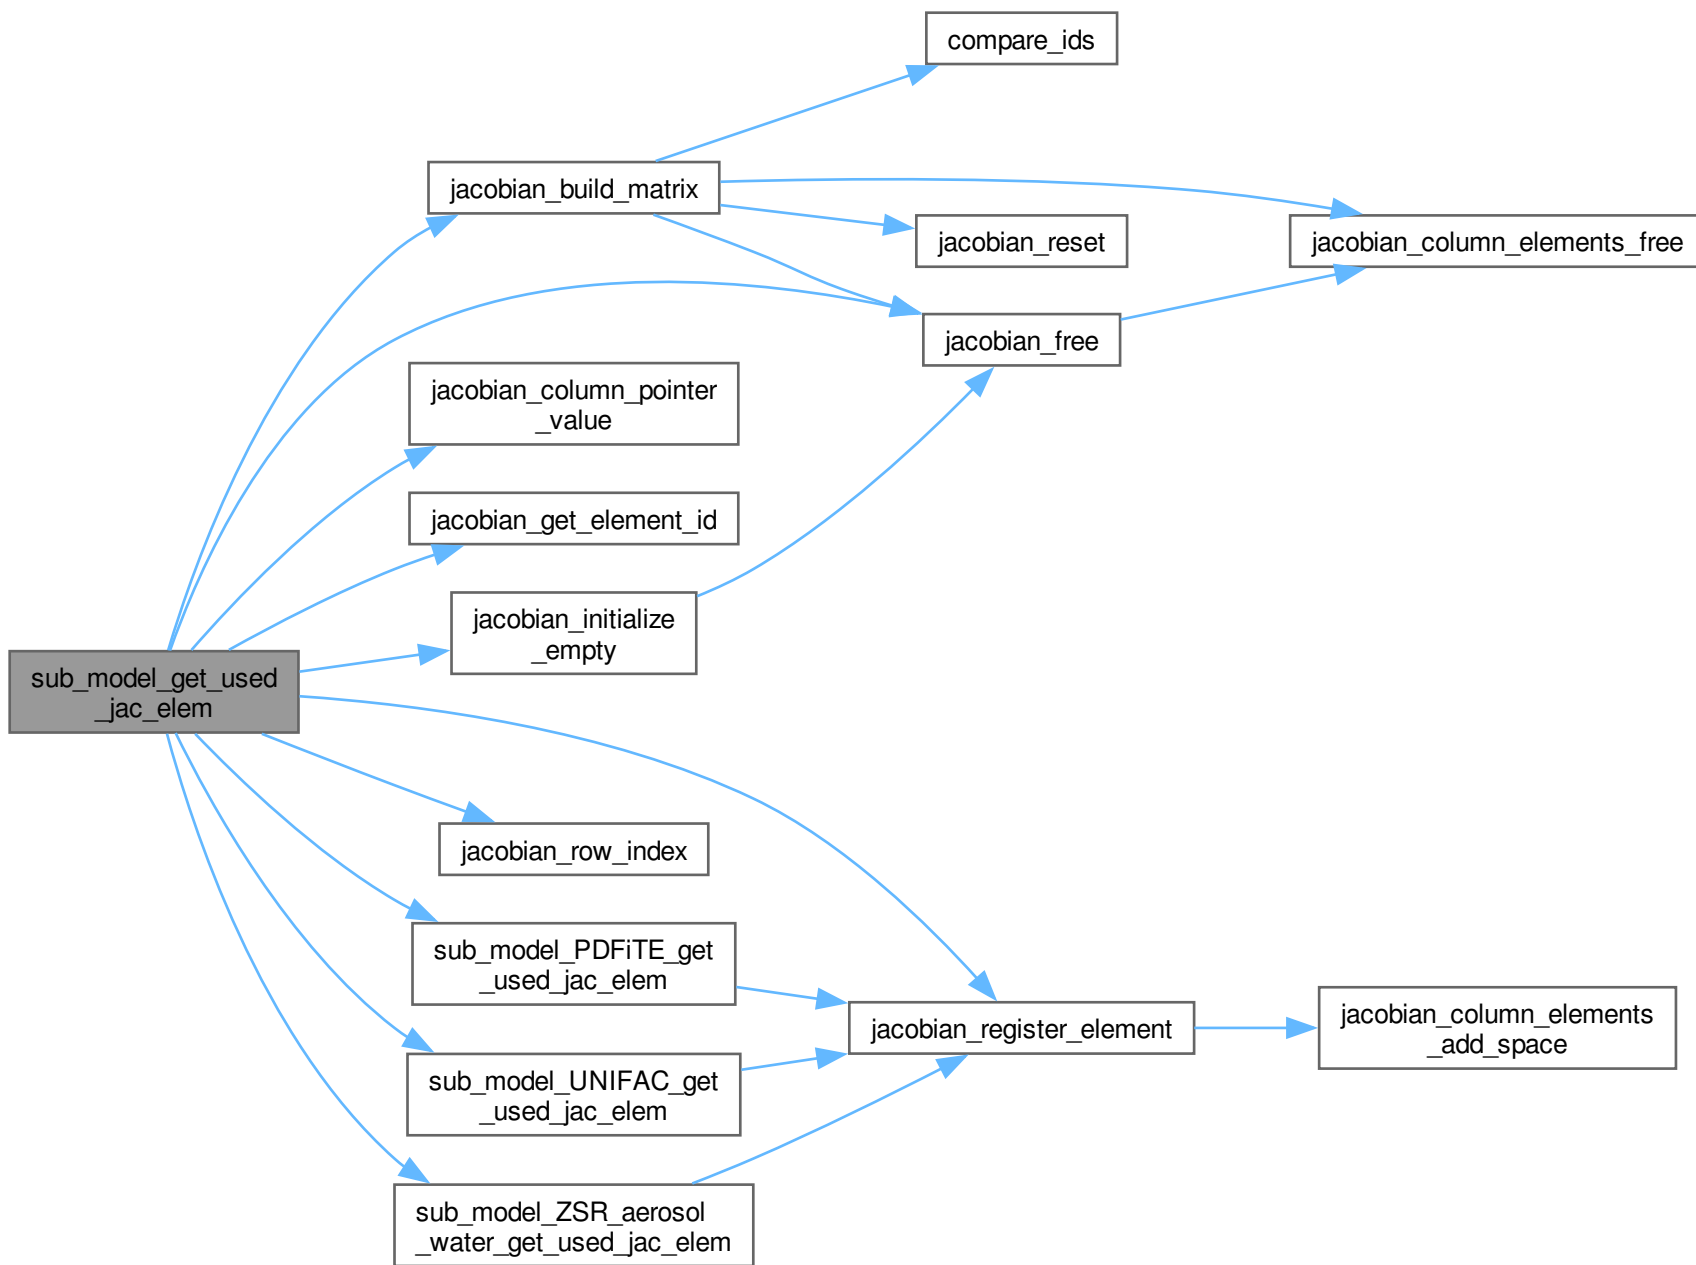 compare_ids
jacobian_build_matrix
jacobian_reset
jacobian_column_elements_free
jacobian_free
jacobian_column_pointer
_value
jacobian_get_element_id
jacobian_initialize
_empty
sub_model_get_used
_jac_elem
jacobian_row_index
sub_model_PDFiTE_get
_used_jac_elem
jacobian_register_element
jacobian_column_elements
_add_space
sub_model_UNIFAC_get
_used_jac_elem
sub_model_ZSR_aerosol
_water_get_used_jac_elem